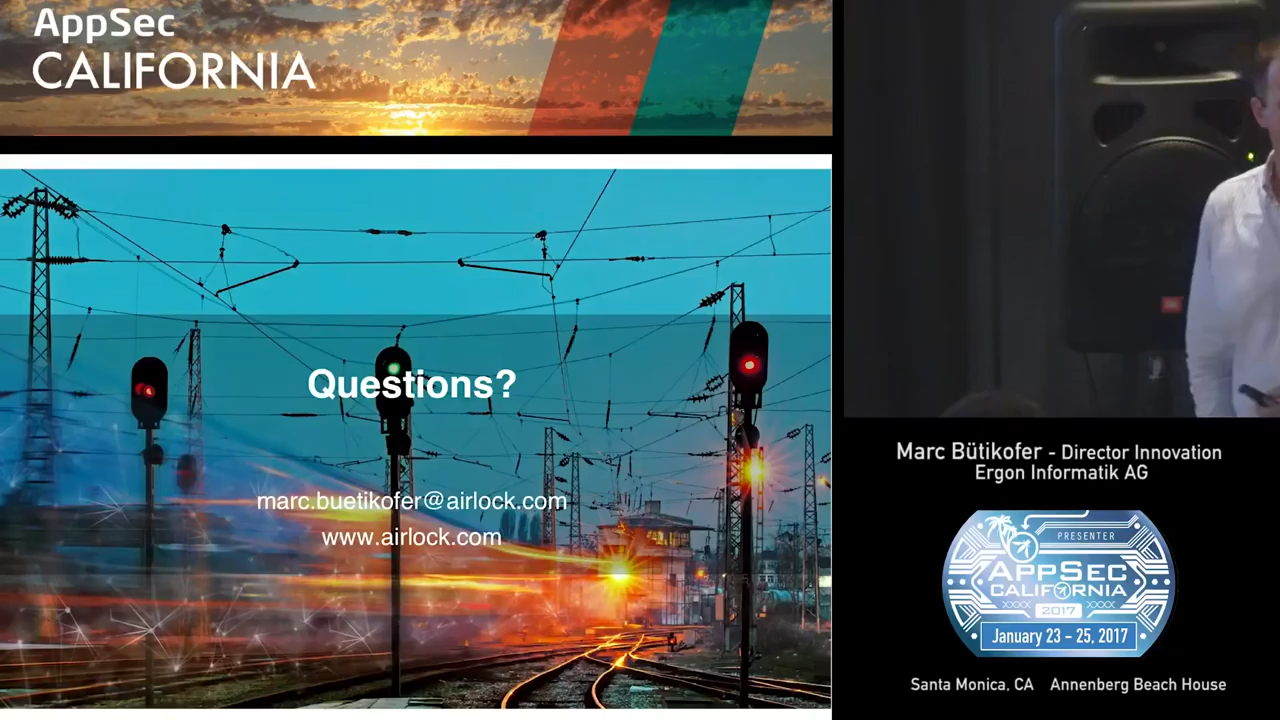 AppSec
CALIFORNIA
Questions?
marc.buetikofer@airlock.com
www.airlock.com
Marc Bütikofer - Director Innovation
Ergon Informatik AG
PRESENTER
APPSEC
CALIFORNIA
2017
January 23 - 25, 2017
Santa Monica, CA Annenberg Beach House